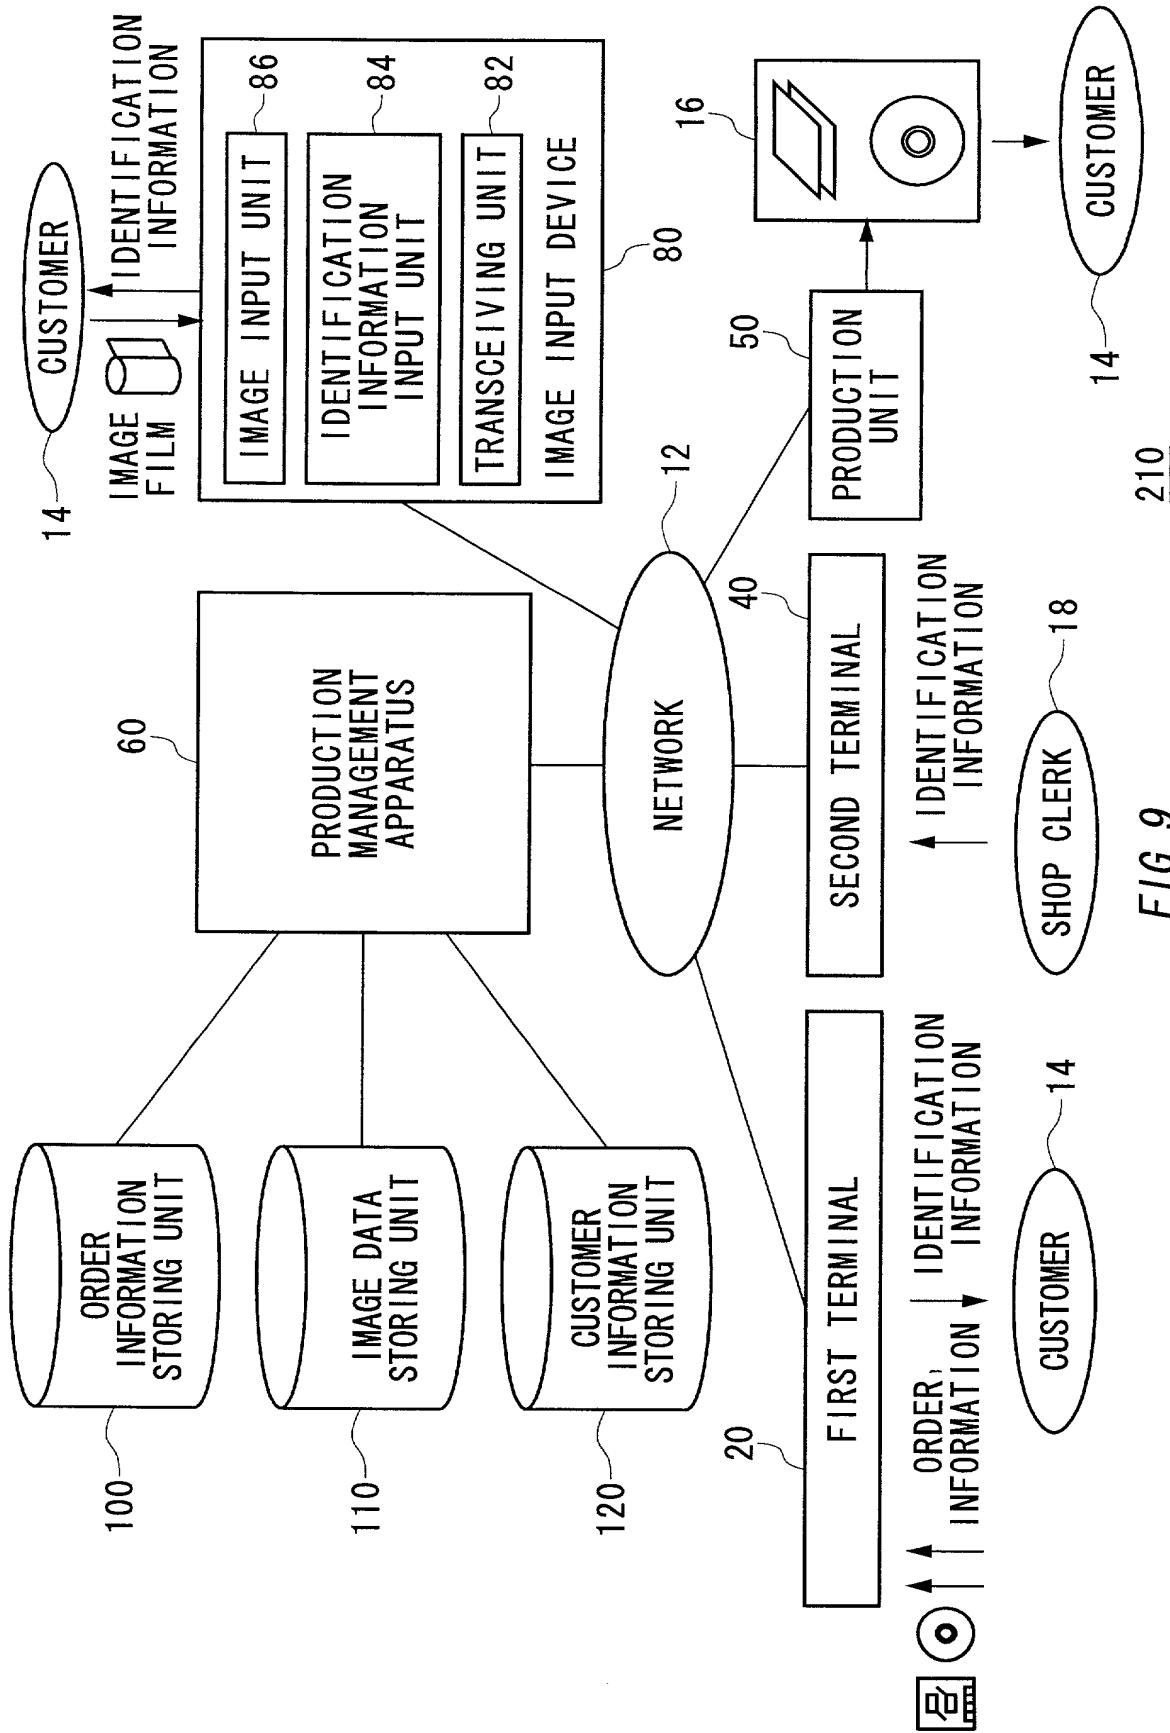 14
CUSTOMER
IMAGE
FILM
IDENTIFICATION
INFORMATION
86
IMAGE INPUT UNIT
84
IDENTIFICATION
INFORMATION
INPUT UNIT
82
TRANSCEIVING UNIT
IMAGE INPUT DEVICE
80
60
PRODUCTION
MANAGEMENT
APPARATUS
100
ORDER
INFORMATION
STORING UNIT
110
IMAGE DATA
STORING UNIT
120
CUSTOMER
INFORMATION
STORING UNIT
12
NETWORK
20
FIRST TERMINAL
40
SECOND TERMINAL
50
PRODUCTION
UNIT
16
ORDER,
INFORMATION
IDENTIFICATION
INFORMATION
CUSTOMER
14
IDENTIFICATION
INFORMATION
SHOP CLERK
18
CUSTOMER
14
210
FIG. 9